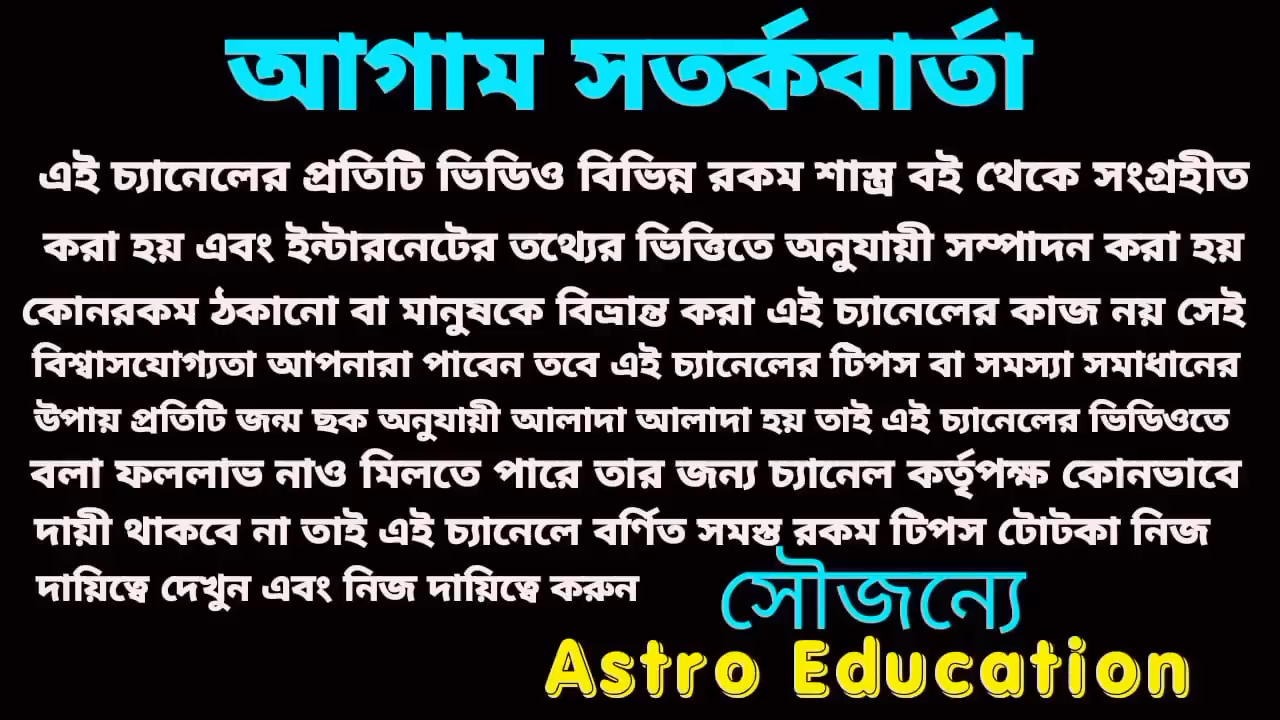 আগাম সতর্কবার্তা
এই চ্যানেলের প্রতিটি ভিডিও বিভিন্ন রকম শাস্ত্র বই থেকে সংগ্রহীত
করা হয় এবং ইন্টারনেটের তথ্যের ভিত্তিতে অনুযায়ী সম্পাদন করা হয়
কোনরকম ঠকানো বা মানুষকে বিভ্রান্ত করা এই চ্যানেলের কাজ নয় সেই
বিশ্বাসযোগ্যতা আপনারা পাবেন তবে এই চ্যানেলের টিপস বা সমস্যা সমাধানের
উপায় প্রতিটি জন্ম ছক অনুযায়ী আলাদা আলাদা হয় তাই এই চ্যানেলের ভিডিওতে
বলা ফললাভ নাও মিলতে পারে তার জন্য চ্যানেল কর্তৃপক্ষ কোনভাবে
দায়ী থাকবে না তাই এই চ্যানেলে বর্ণিত সমস্ত রকম টিপস টোটকা নিজ
দায়িত্বে দেখুন এবং নিজ দায়িত্বে করুন
সৌজন্যে
Astro Education